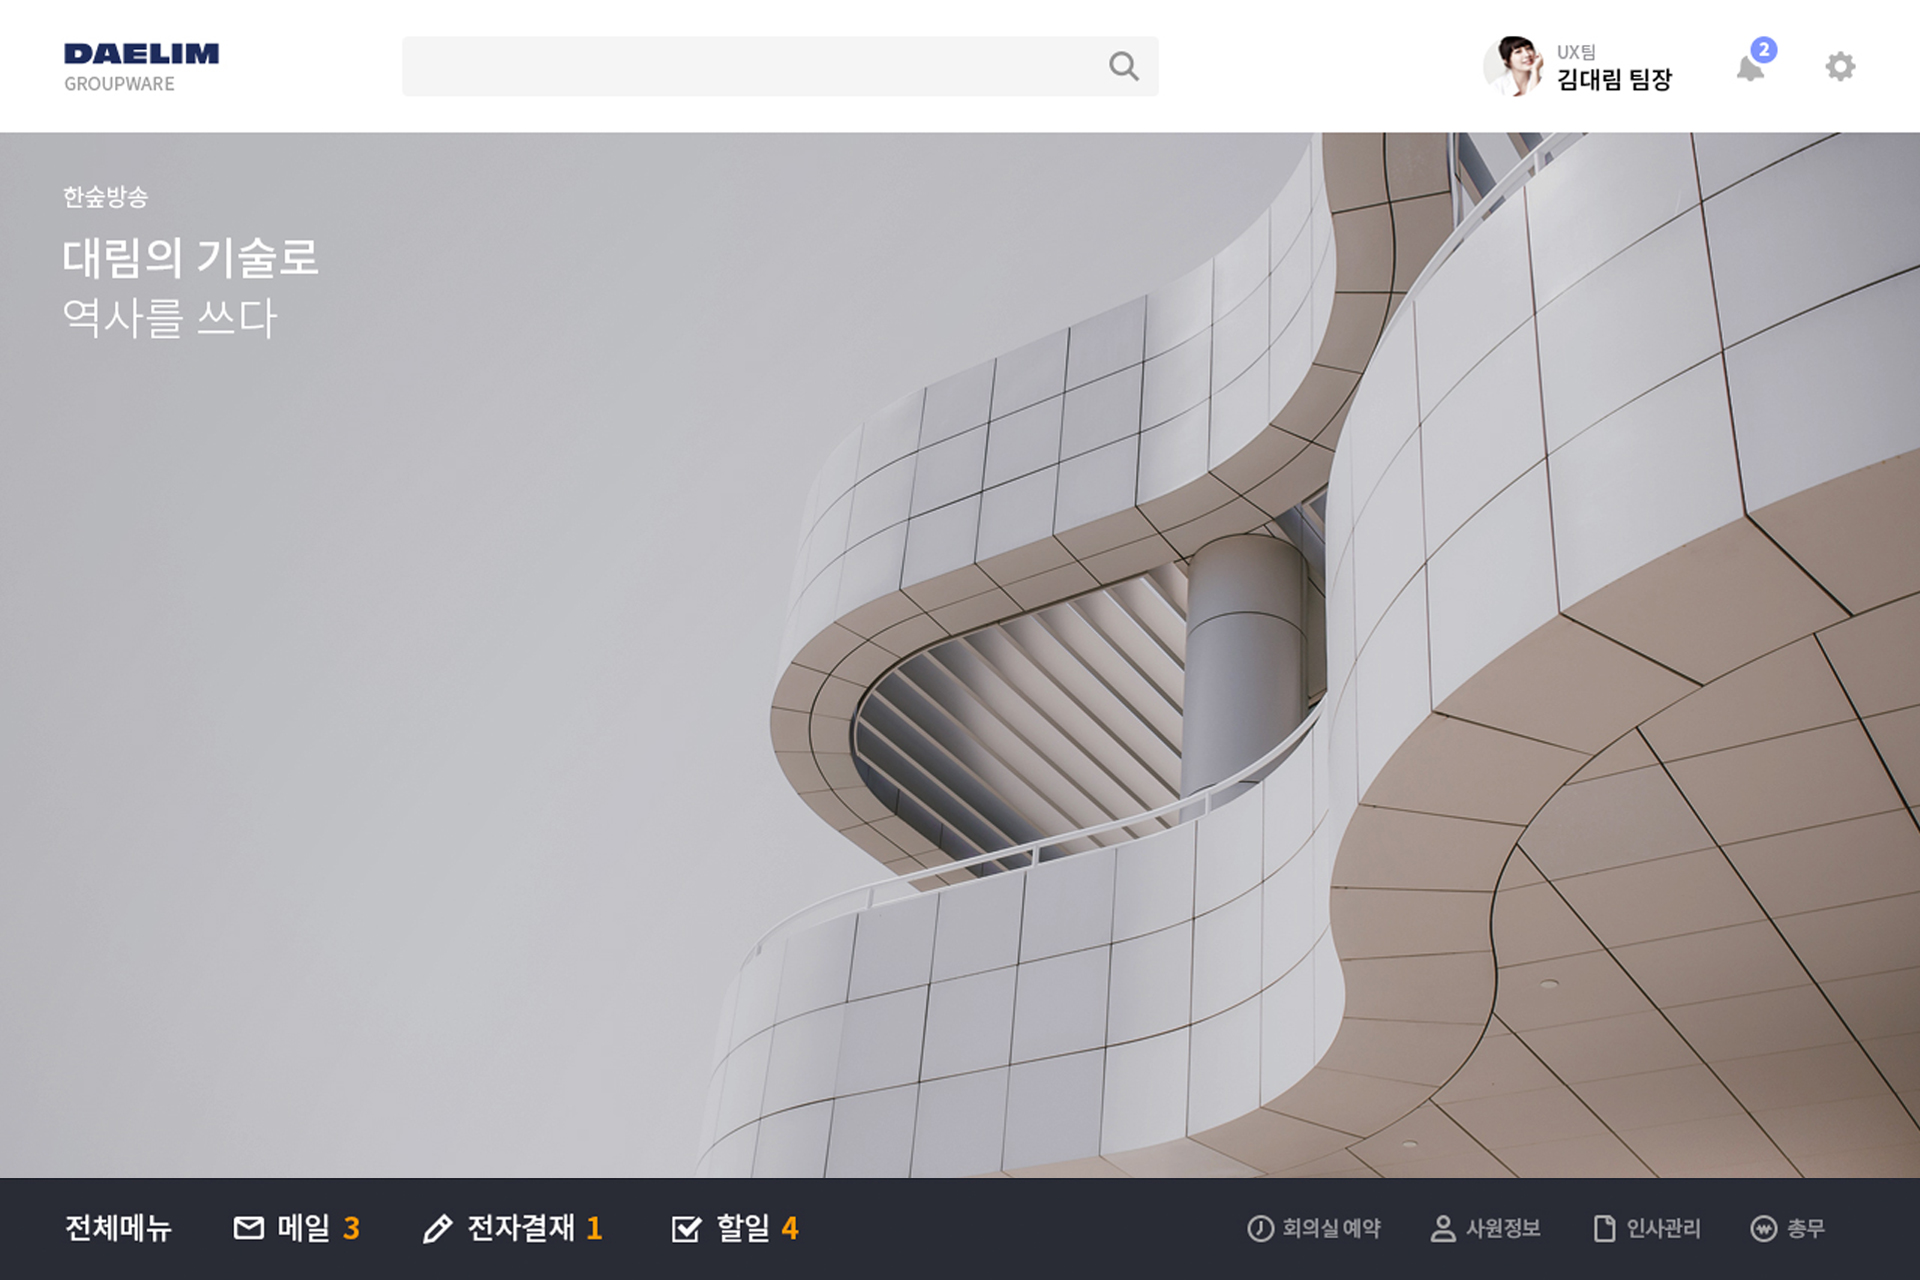 DAELIM
GROUPWARE
UX팀
김대림 팀장
2
한숲방송
대림의 기술로
역사를 쓰다
전체메뉴
메일 3
전자결재 1
할일 4
회의실 예약
사원정보
인사관리
총무